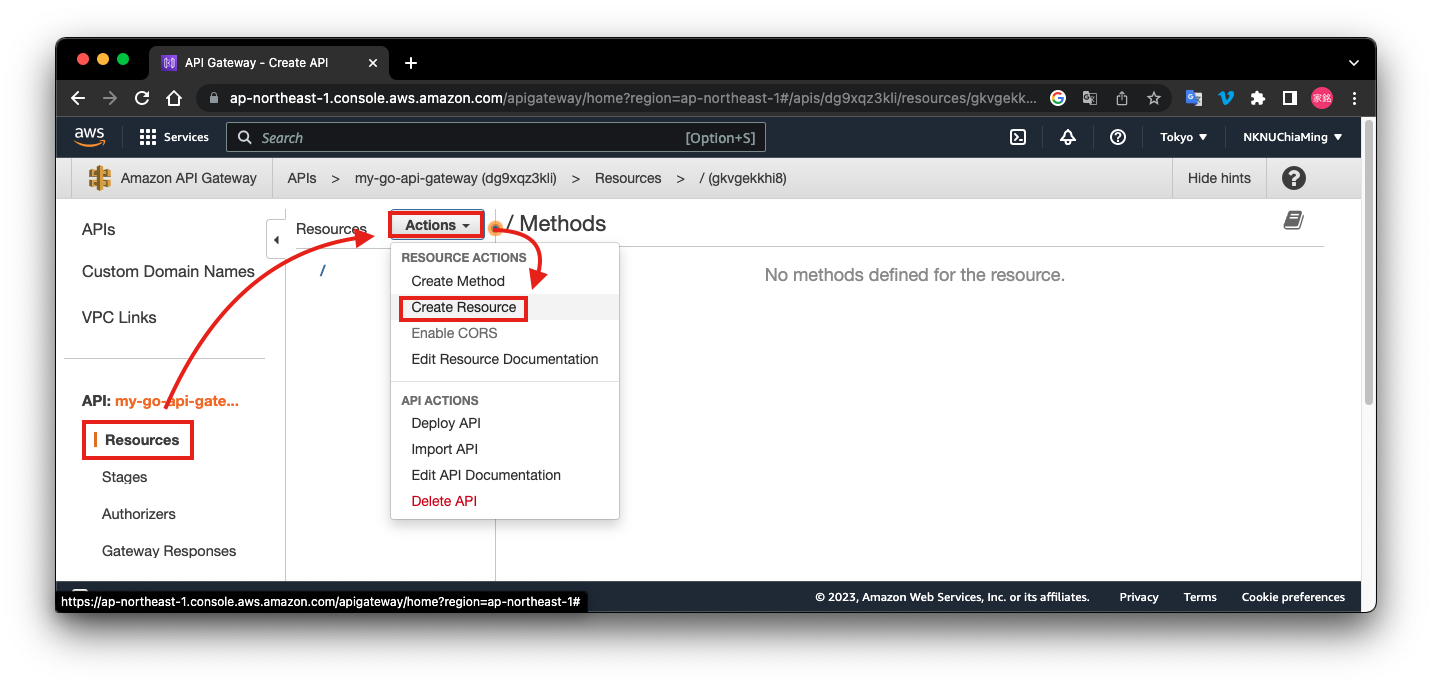 API Gateway - Create API
ap-northeast-1.console.aws.amazon.com/apigateway/home?region=ap-northeast-1#/apis/dg9xqz3kli/resources/gkvgekk...
家銘
aws
Services
Search
[Option+S]
Tokyo
NKNUChiaMing
Amazon API Gateway
APIs > my-go-api-gateway (dg9xqz3kli) > Resources > / (gkvgekkhi8)
Hide hints
APIs
Custom Domain Names
VPC Links
API: my-go-api-gate...
Resources
Stages
Authorizers
Gateway Responses
Resources
/
Actions
RESOURCE ACTIONS
Create Method
Create Resource
Enable CORS
Edit Resource Documentation
API ACTIONS
Deploy API
Import API
Edit API Documentation
Delete API
/ Methods
No methods defined for the resource.
https://ap-northeast-1.console.aws.amazon.com/apigateway/home?region=ap-northeast-1#
© 2023, Amazon Web Services, Inc. or its affiliates.
Privacy
Terms
Cookie preferences